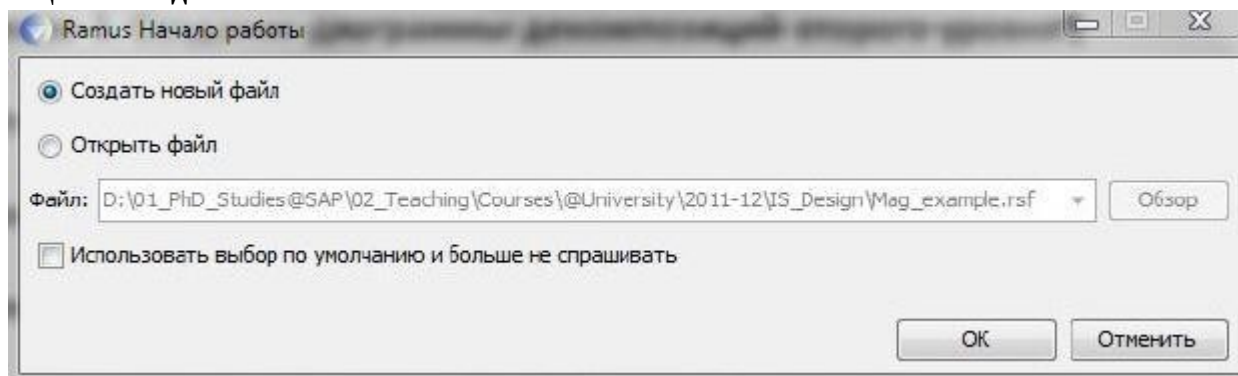 Ramus Начало работы
Создать новый файл
Открыть файл
Файл: D:\01_PhD_Studies@SAP\02_Teaching\Courses\@University\2011-12\IS_Design\Mag_example.rsf Обзор
Использовать выбор по умолчанию и больше не спрашивать
OK Отменить